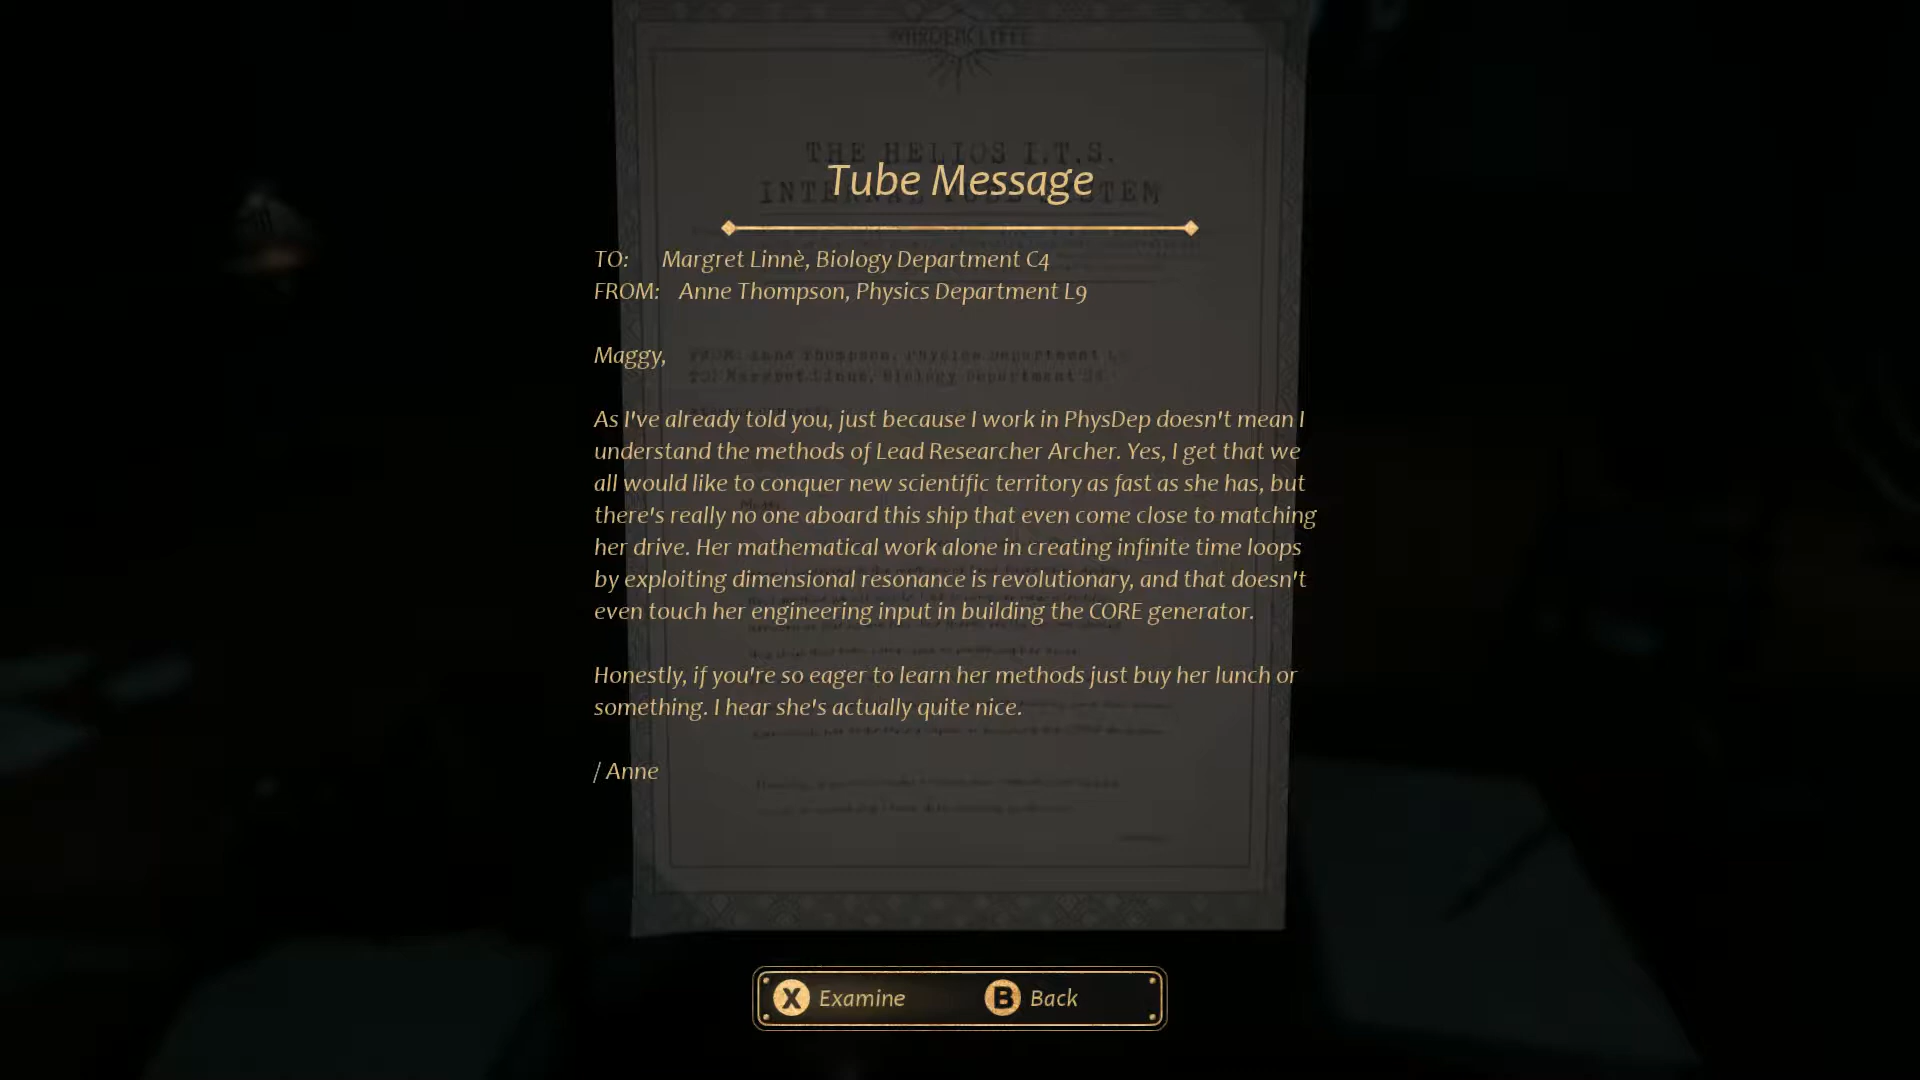 WARDENCLYFFE
THE HELIOS I.T.S.
Tube Message
TO: Margret Linnè, Biology Department C4
FROM: Anne Thompson, Physics Department L9
Maggy,
As I've already told you, just because I work in PhysDep doesn't mean I
understand the methods of Lead Researcher Archer. Yes, I get that we
all would like to conquer new scientific territory as fast as she has, but
there's really no one aboard this ship that even come close to matching
her drive. Her mathematical work alone in creating infinite time loops
by exploiting dimensional resonance is revolutionary, and that doesn't
even touch her engineering input in building the CORE generator.
Honestly, if you're so eager to learn her methods just buy her lunch or
something. I hear she's actually quite nice.
/ Anne
X Examine B Back